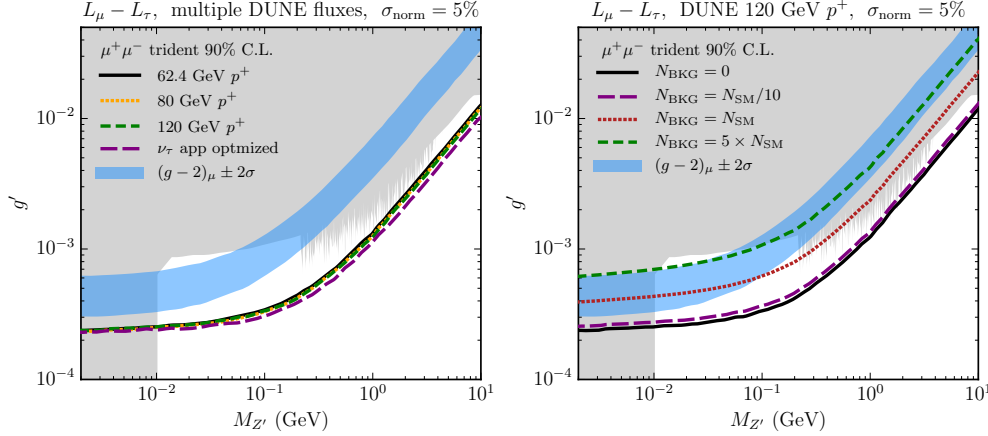 L_μ − L_τ, multiple DUNE fluxes, σ_norm = 5%
μ⁺μ⁻ trident 90% C.L.
62.4 GeV p⁺
80 GeV p⁺
120 GeV p⁺
ν_τ app optmized
(g − 2)_μ ± 2σ
10⁻²
10⁻³
10⁻⁴
g′
10⁻² 10⁻¹ 10⁰ 10¹
M_Z′ (GeV)
L_μ − L_τ, DUNE 120 GeV p⁺, σ_norm = 5%
μ⁺μ⁻ trident 90% C.L.
N_BKG = 0
N_BKG = N_SM/10
N_BKG = N_SM
N_BKG = 5 × N_SM
(g − 2)_μ ± 2σ
10⁻²
10⁻³
10⁻⁴
g′
10⁻² 10⁻¹ 10⁰ 10¹
M_Z′ (GeV)